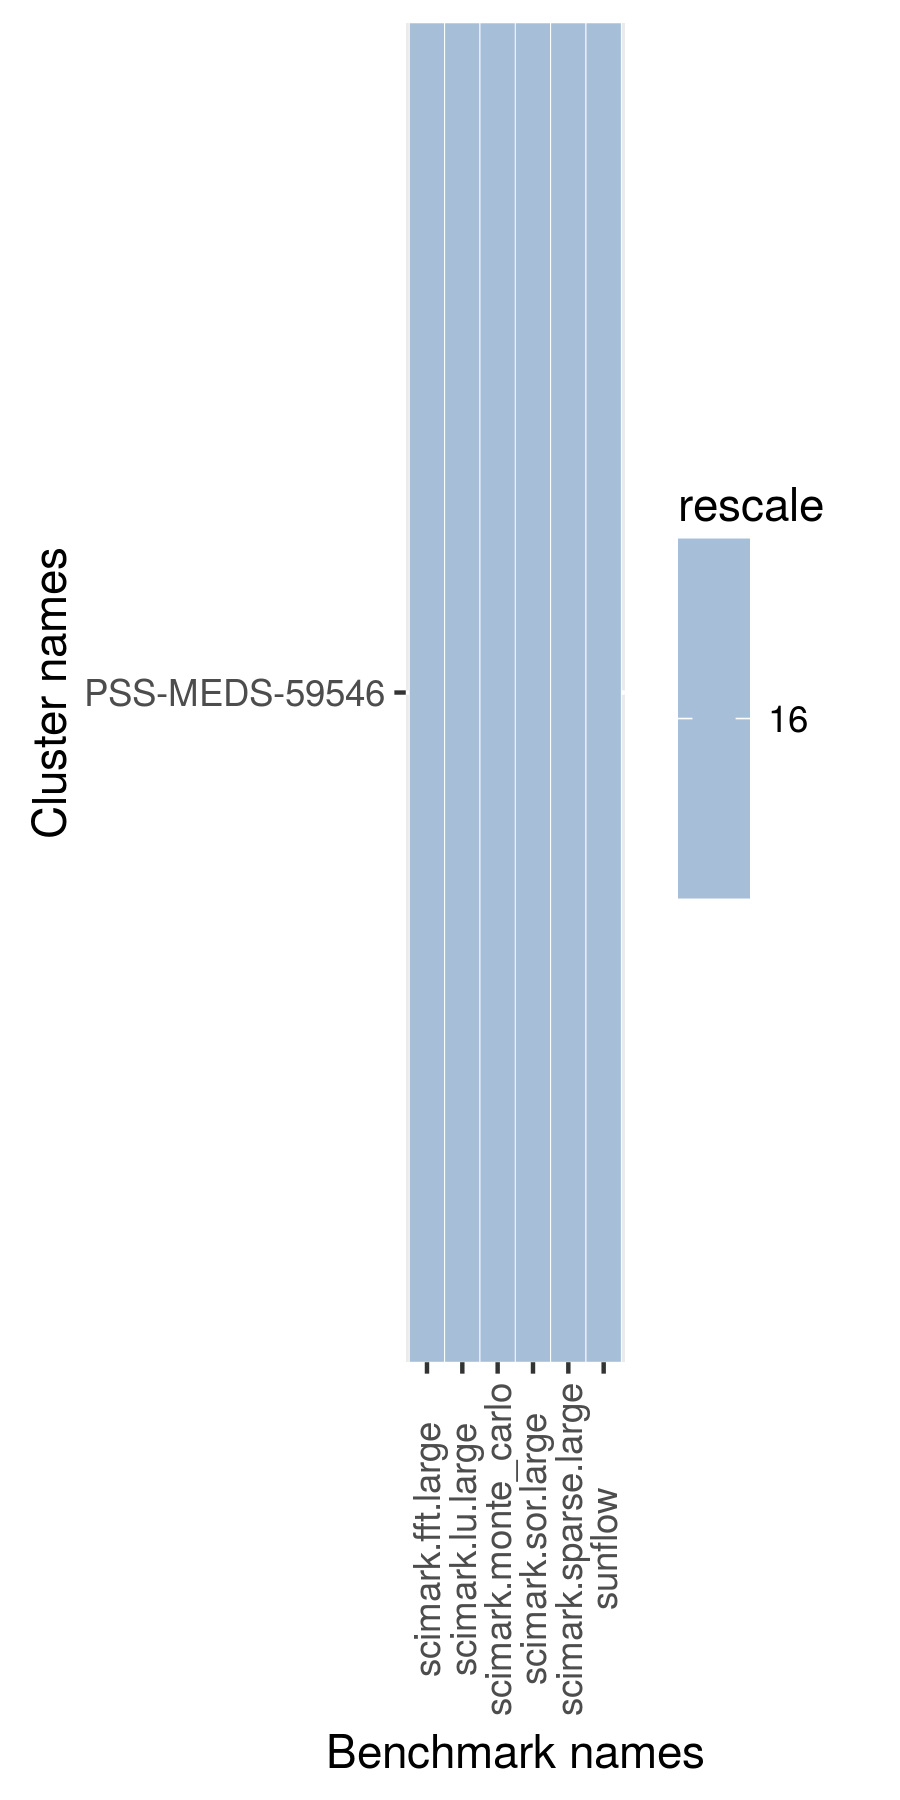 rescale
16
Cluster names
PSS-MEDS-59546
scimark.fft.large
scimark.lu.large
scimark.monte_carlo
scimark.sor.large
scimark.sparse.large
sunflow
Benchmark names